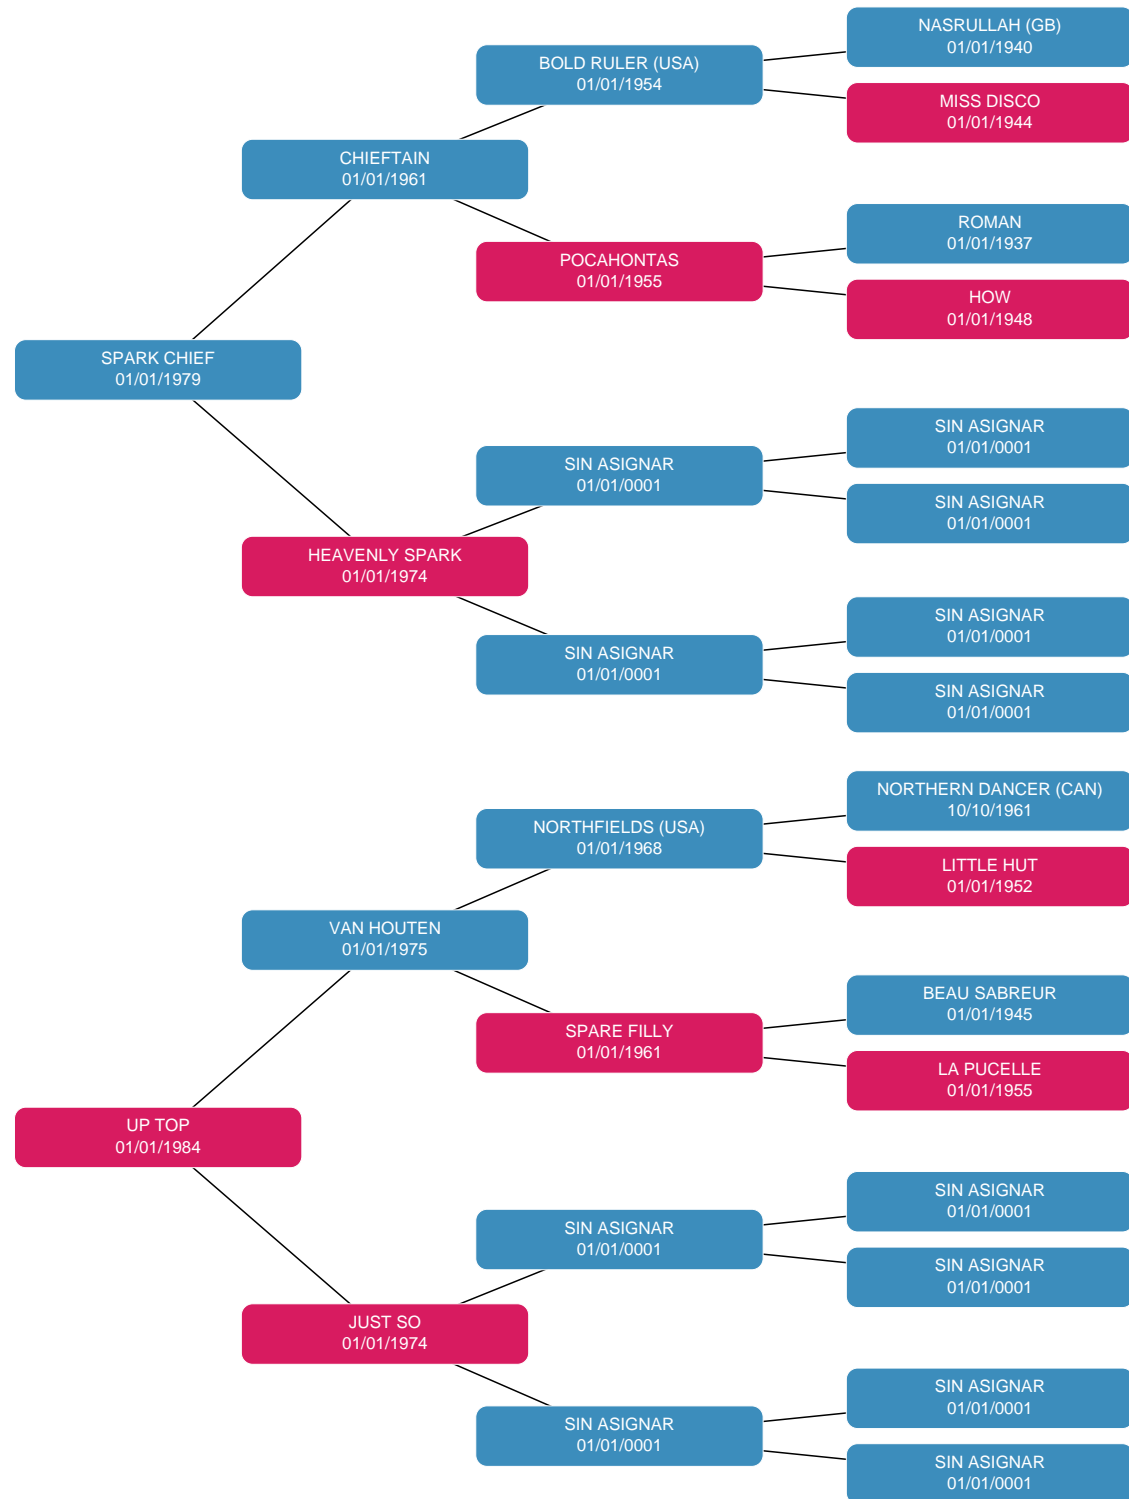 NASRULLAH (GB)
01/01/1940
BOLD RULER (USA)
01/01/1954
MISS DISCO
01/01/1944
CHIEFTAIN
01/01/1961
ROMAN
01/01/1937
POCAHONTAS
01/01/1955
HOW
01/01/1948
SPARK CHIEF
01/01/1979
SIN ASIGNAR
01/01/0001
SIN ASIGNAR
01/01/0001
SIN ASIGNAR
01/01/0001
HEAVENLY SPARK
01/01/1974
SIN ASIGNAR
01/01/0001
SIN ASIGNAR
01/01/0001
SIN ASIGNAR
01/01/0001
NORTHERN DANCER (CAN)
10/10/1961
NORTHFIELDS (USA)
01/01/1968
LITTLE HUT
01/01/1952
VAN HOUTEN
01/01/1975
BEAU SABREUR
01/01/1945
SPARE FILLY
01/01/1961
LA PUCELLE
01/01/1955
UP TOP
01/01/1984
SIN ASIGNAR
01/01/0001
SIN ASIGNAR
01/01/0001
SIN ASIGNAR
01/01/0001
JUST SO
01/01/1974
SIN ASIGNAR
01/01/0001
SIN ASIGNAR
01/01/0001
SIN ASIGNAR
01/01/0001